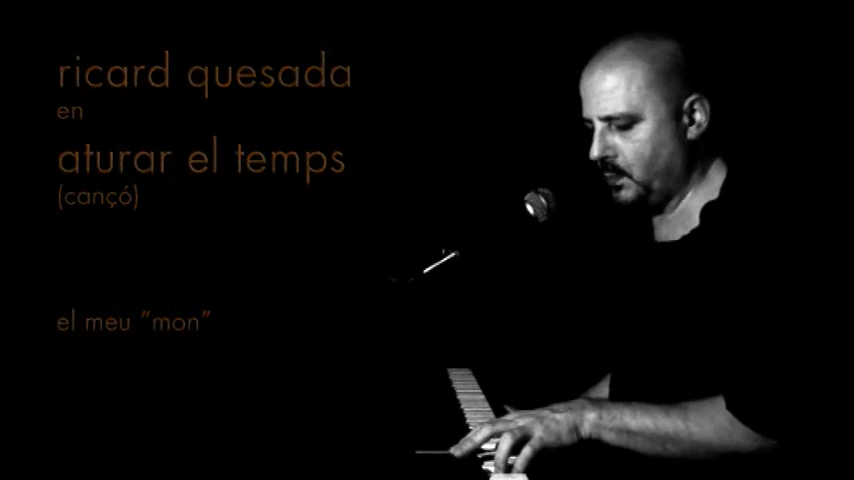 ricard quesada
en
aturar el temps
(cançó)
el meu "mon"